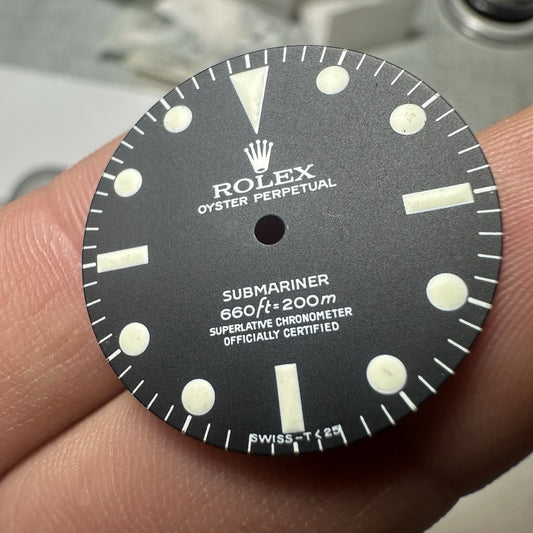 ROLEX
OYSTER PERPETUAL
SUBMARINER
660ft=200m
SUPERLATIVE CHRONOMETER
OFFICIALLY CERTIFIED
SWISS-T<25